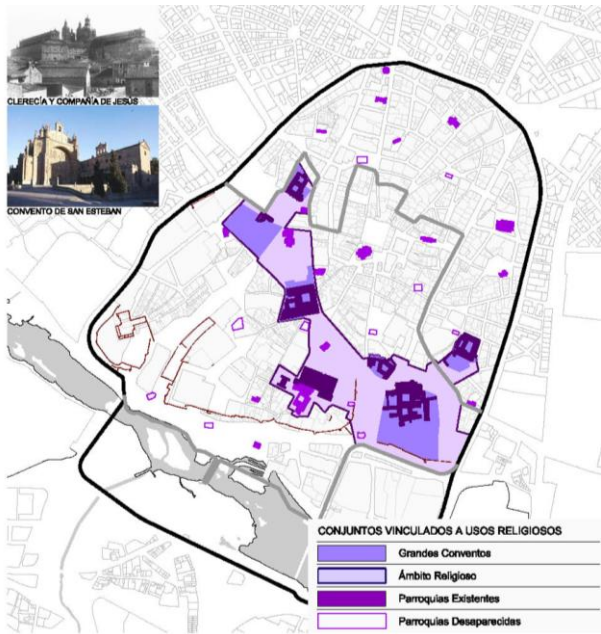 CLERECÍA Y COMPAÑÍA DE JESÚS
CONVENTO DE SAN ESTEBAN
CONJUNTOS VINCULADOS A USOS RELIGIOSOS
Grandes Conventos
Ámbito Religioso
Parroquias Existentes
Parroquias Desaparecidas